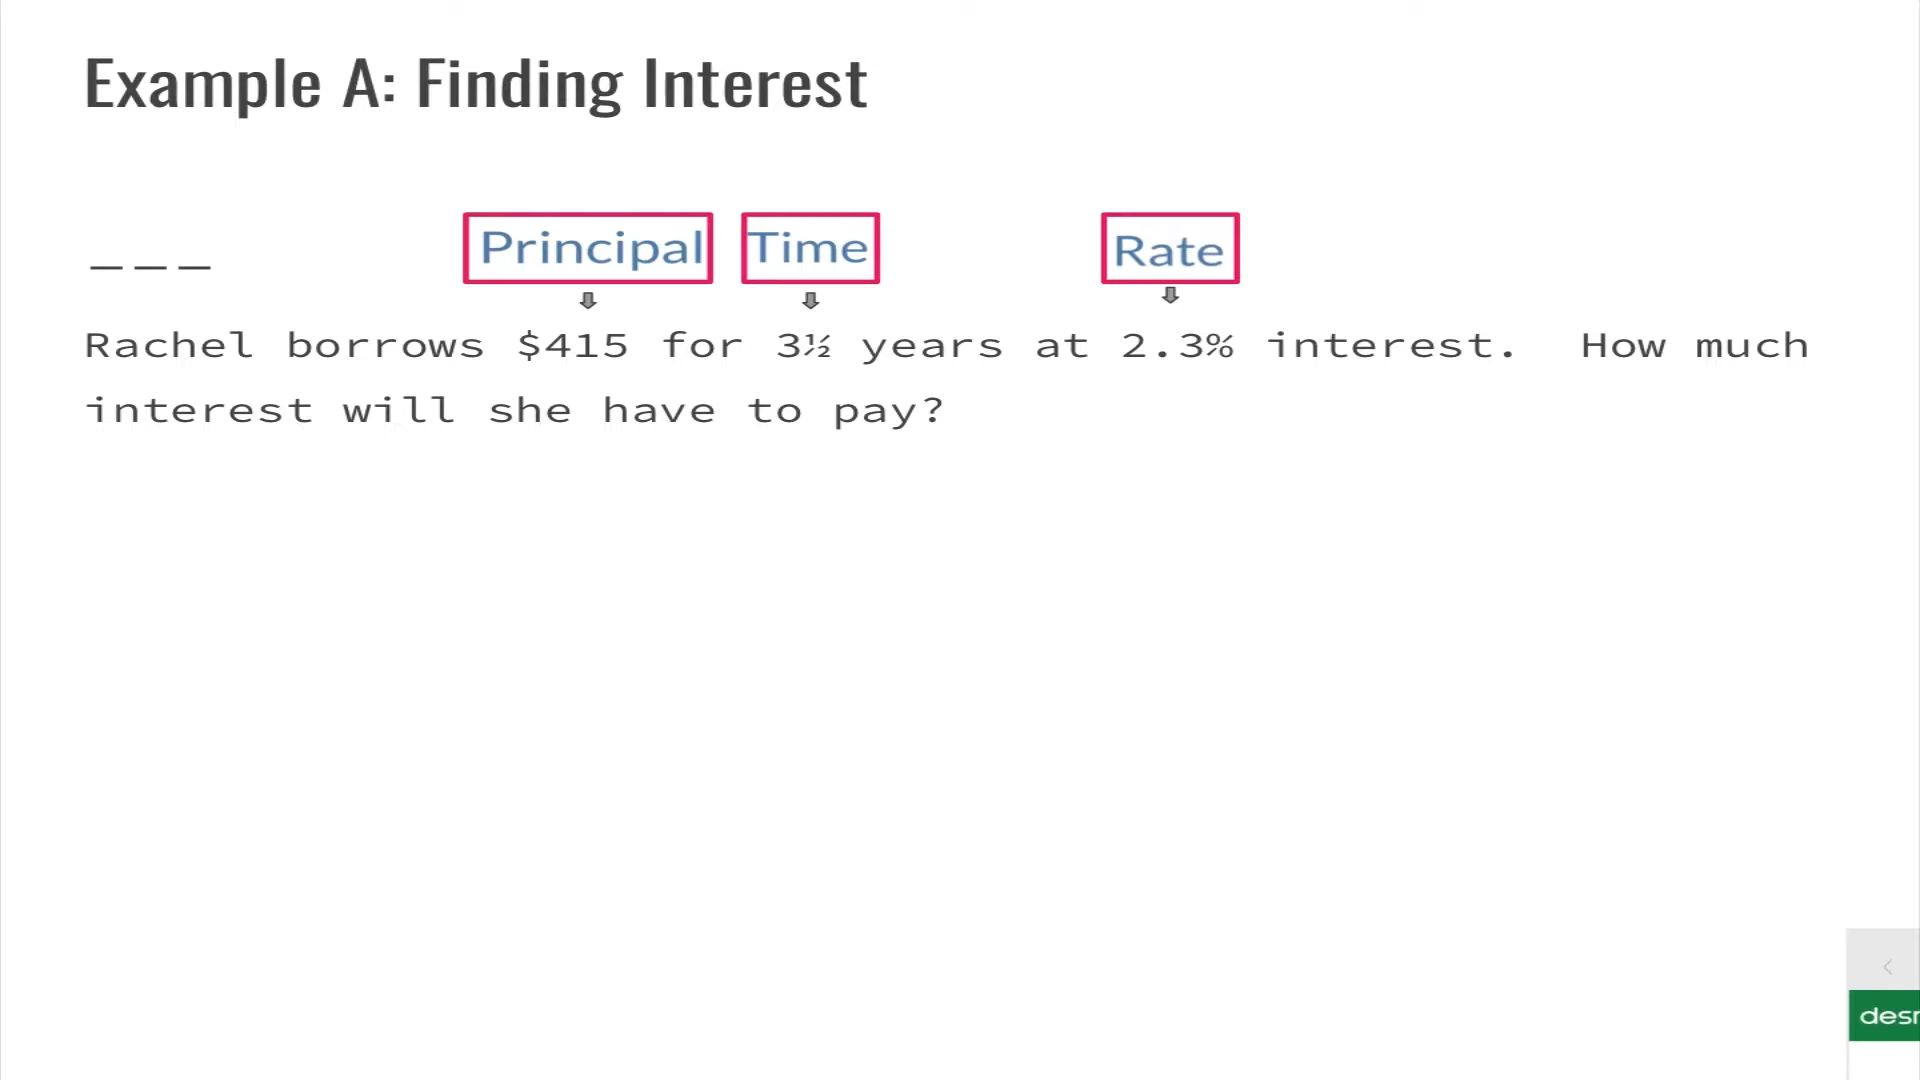 Example A: Finding Interest
Principal Time Rate
Rachel borrows $415 for 3½ years at 2.3% interest. How much
interest will she have to pay?